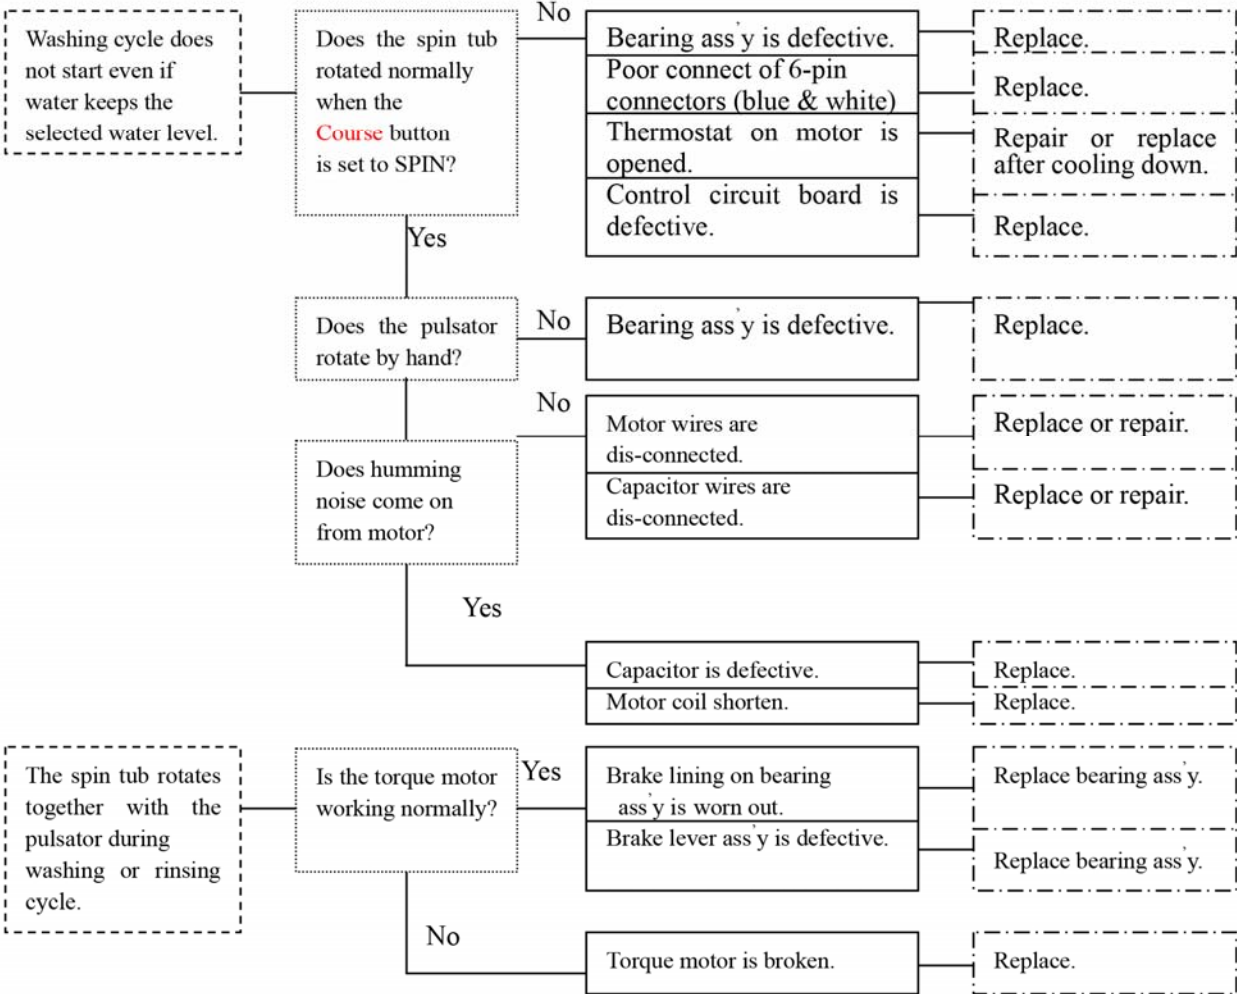 Washing cycle does
not start even if
water keeps the
selected water level.
Does the spin tub
rotated normally
when the
Course button
is set to SPIN?
No
Bearing ass'y is defective.
Replace.
Poor connect of 6-pin
connectors (blue & white)
Replace.
Thermostat on motor is
opened.
Repair or replace
after cooling down.
Control circuit board is
defective.
Replace.
Yes
Does the pulsator
rotate by hand?
No
Bearing ass'y is defective.
Replace.
Does humming
noise come on
from motor?
No
Motor wires are
dis-connected.
Replace or repair.
Capacitor wires are
dis-connected.
Replace or repair.
Yes
Capacitor is defective.
Replace.
Motor coil shorten.
Replace.
The spin tub rotates
together with the
pulsator during
washing or rinsing
cycle.
Is the torque motor
working normally?
Yes
Brake lining on bearing
ass'y is worn out.
Replace bearing ass'y.
Brake lever ass'y is defective.
Replace bearing ass'y.
No
Torque motor is broken.
Replace.